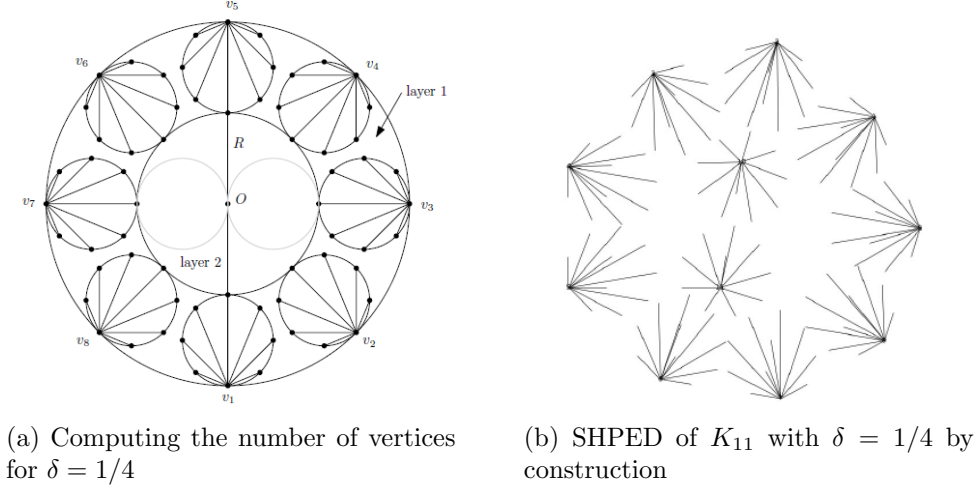 v5
v6
v4
layer 1
R
v7
O
v3
layer 2
v8
v2
v1
(a) Computing the number of vertices
for δ = 1/4
(b) SHPED of K11 with δ = 1/4 by
construction